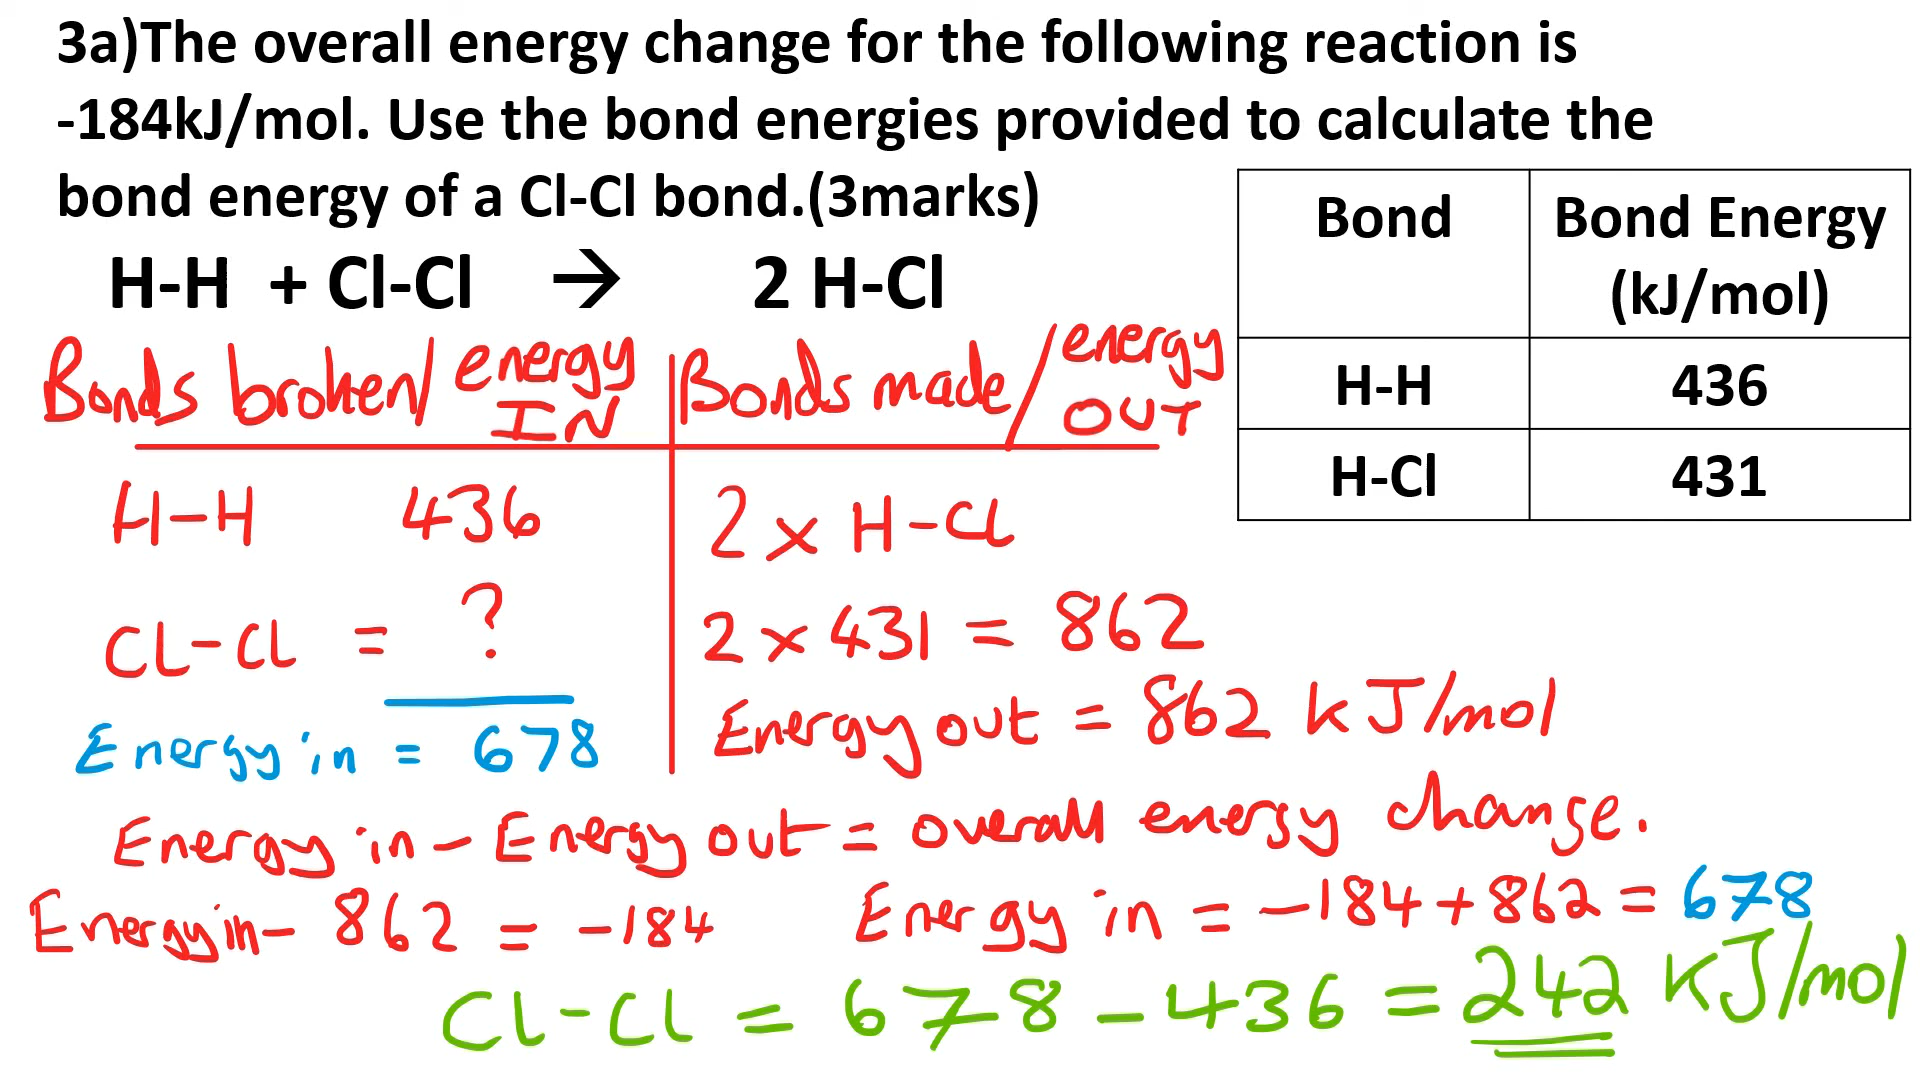 3a)The overall energy change for the following reaction is
-184kJ/mol. Use the bond energies provided to calculate the
bond energy of a Cl-Cl bond.(3marks)
H-H + Cl-Cl → 2 H-Cl
Bond Bond Energy (kJ/mol)
H-H 436
H-Cl 431
Bonds broken/ energy IN
Bonds made/ energy OUT
H-H 436
Cl-Cl = ?
Energy in = 678
2 x H-Cl
2 x 431 = 862
Energy out = 862 kJ/mol
Energy in - Energy out = overall energy change.
Energy in - 862 = -184
Energy in = -184 + 862 = 678
Cl-Cl = 678 - 436 = 242 kJ/mol